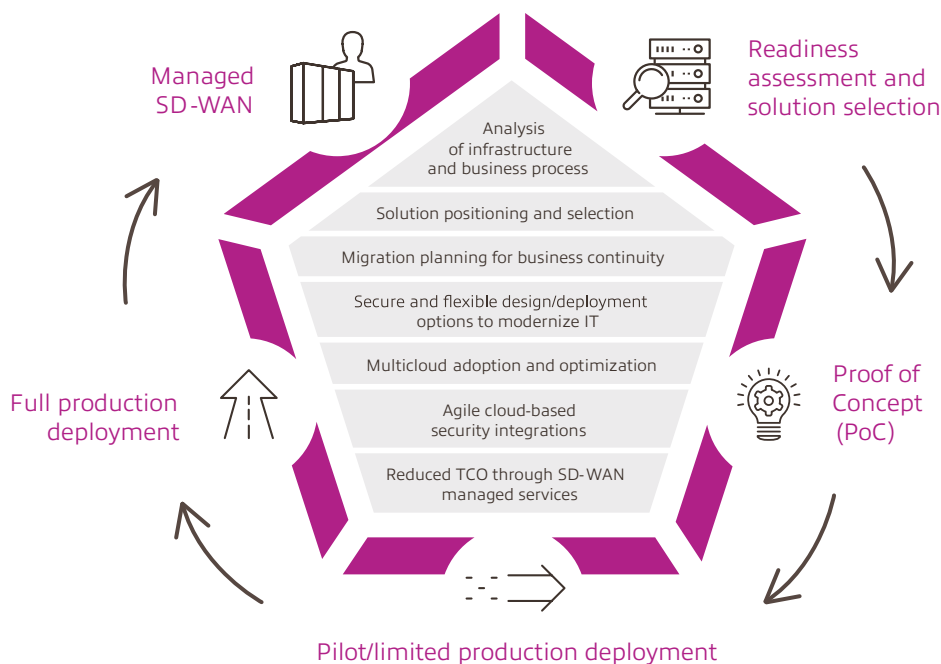 Managed
SD-WAN
Readiness
assessment and
solution selection
Analysis
of infrastructure
and business process
Solution positioning and selection
Migration planning for business continuity
Secure and flexible design/deployment
options to modernize IT
Multicloud adoption and optimization
Agile cloud-based
security integrations
Reduced TCO through SD-WAN
managed services
Full production
deployment
Proof of
Concept
(PoC)
Pilot/limited production deployment